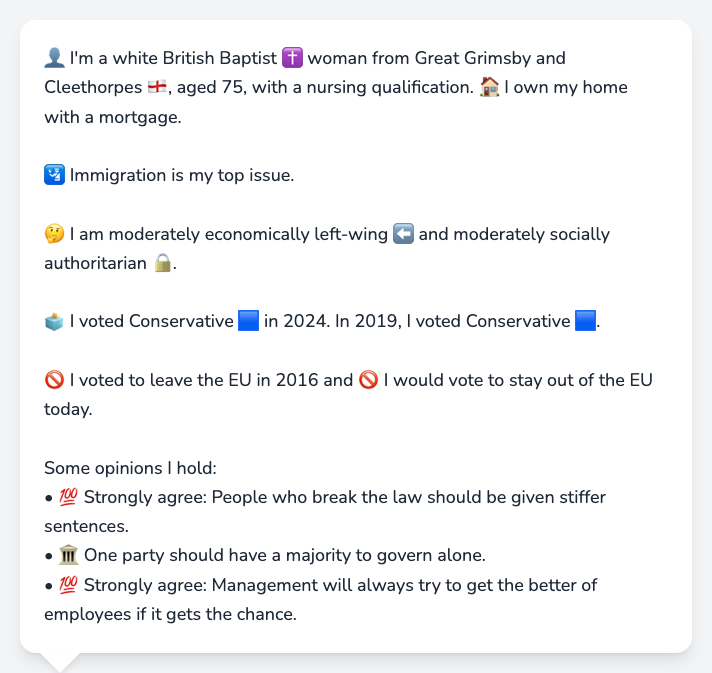 👤 I'm a white British Baptist ✝️ woman from Great Grimsby and
Cleethorpes 🏴󠁧󠁢󠁥󠁮󠁧󠁿, aged 75, with a nursing qualification. 🏠 I own my home
with a mortgage.
🛂 Immigration is my top issue.
🤔 I am moderately economically left-wing ⬅️ and moderately socially
authoritarian 🔒.
🗳️ I voted Conservative 🟦 in 2024. In 2019, I voted Conservative 🟦.
🚫 I voted to leave the EU in 2016 and 🚫 I would vote to stay out of the EU
today.
Some opinions I hold:
• 💯 Strongly agree: People who break the law should be given stiffer
sentences.
• 🏛️ One party should have a majority to govern alone.
• 💯 Strongly agree: Management will always try to get the better of
employees if it gets the chance.